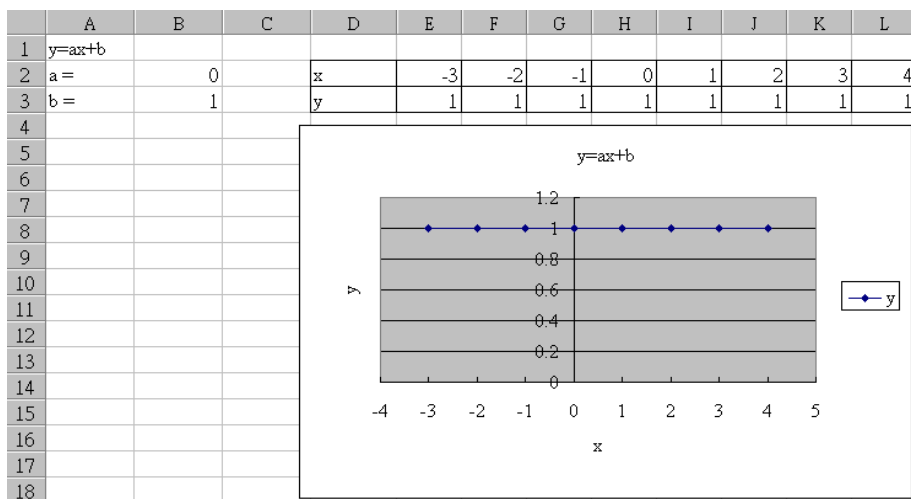 A B C D E F G H I J K L
1 y=ax+b
2 a = 0 x -3 -2 -1 0 1 2 3 4
3 b = 1 y 1 1 1 1 1 1 1 1
4
5
6
7
8
9
10
11
12
13
14
15
16
17
18
y=ax+b
1.2
1
0.8
0.6
0.4
0.2
0
y
-4 -3 -2 -1 0 1 2 3 4 5
x
y